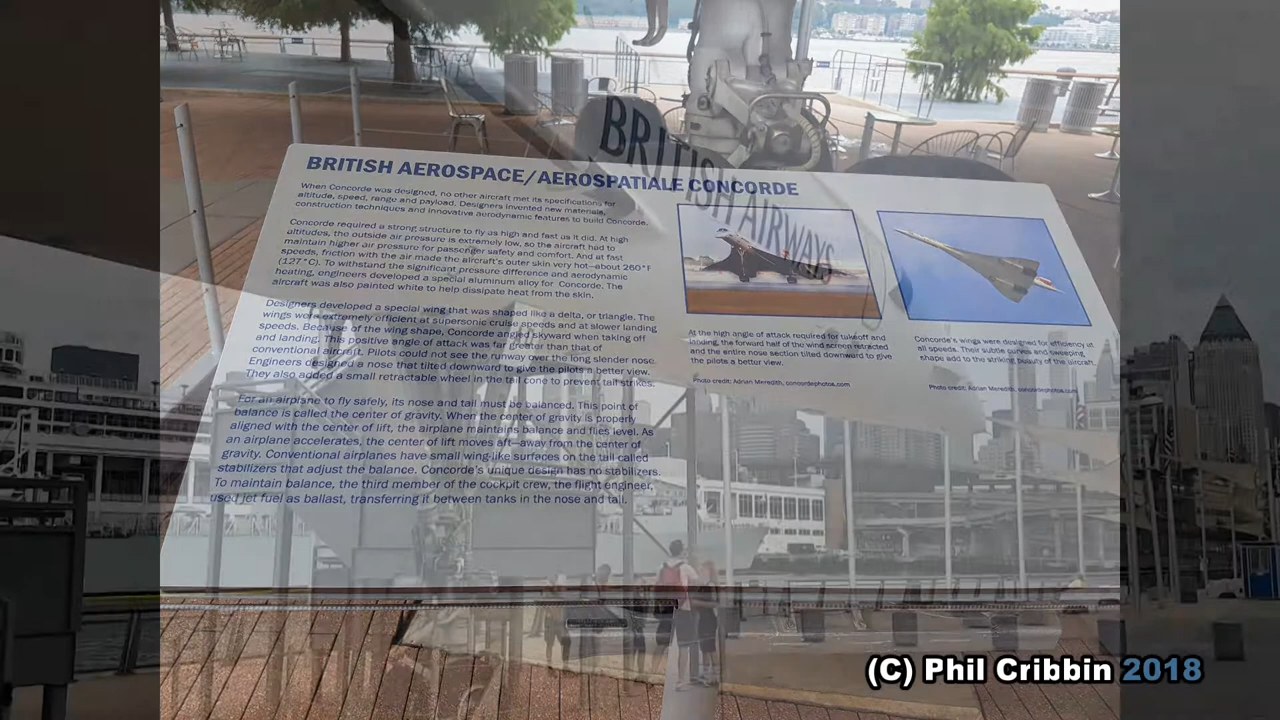 BRITISH AIRWAYS
BRITISH AEROSPACE/AEROSPATIALE CONCORDE
When Concorde was designed, no other aircraft met its specifications for
altitude, speed, range and payload. Designers invented new materials,
construction techniques and innovative aerodynamic features to build Concorde.
Concorde required a strong structure to fly as high and fast as it did. At high
altitudes, the outside air pressure is extremely low, so the aircraft had to
maintain higher air pressure for passenger safety and comfort. And at fast
speeds, friction with the air made the aircraft's outer skin very hot—about 260°F
(127°C). To withstand the significant pressure difference and aerodynamic
heating, engineers developed a special aluminum alloy for Concorde. The
aircraft was also painted white to help dissipate heat from the skin.
Designers developed a special wing that was shaped like a delta, or triangle. The
wings were extremely efficient at supersonic cruise speeds and at slower landing
speeds. Because of the wing shape, Concorde angled skyward when taking off
and landing. This positive angle of attack was far greater than that of
conventional aircraft. Pilots could not see the runway over the long slender nose.
Engineers designed a nose that tilted downward to give the pilots a better view.
They also added a small retractable wheel in the tail cone to prevent tail strikes.
For an airplane to fly safely, its nose and tail must be balanced. This point of
balance is called the center of gravity. When the center of gravity is properly
aligned with the center of lift, the airplane maintains balance and flies level. As
an airplane accelerates, the center of lift moves aft—away from the center of
gravity. Conventional airplanes have small wing-like surfaces on the tail called
stabilizers that adjust the balance. Concorde's unique design has no stabilizers.
To maintain balance, the third member of the cockpit crew, the flight engineer,
used jet fuel as ballast, transferring it between tanks in the nose and tail.
At the high angle of attack required for takeoff and
landing, the forward half of the wind screen retracted
and the entire nose section tilted downward to give
the pilots a better view.
Photo credit: Adrian Meredith, concordephotos.com
Concorde's wings were designed for efficiency at
all speeds. Their subtle curves and sweeping
shape add to the striking beauty of the aircraft.
Photo credit: Adrian Meredith, concordephotos.com
(C) Phil Cribbin 2018